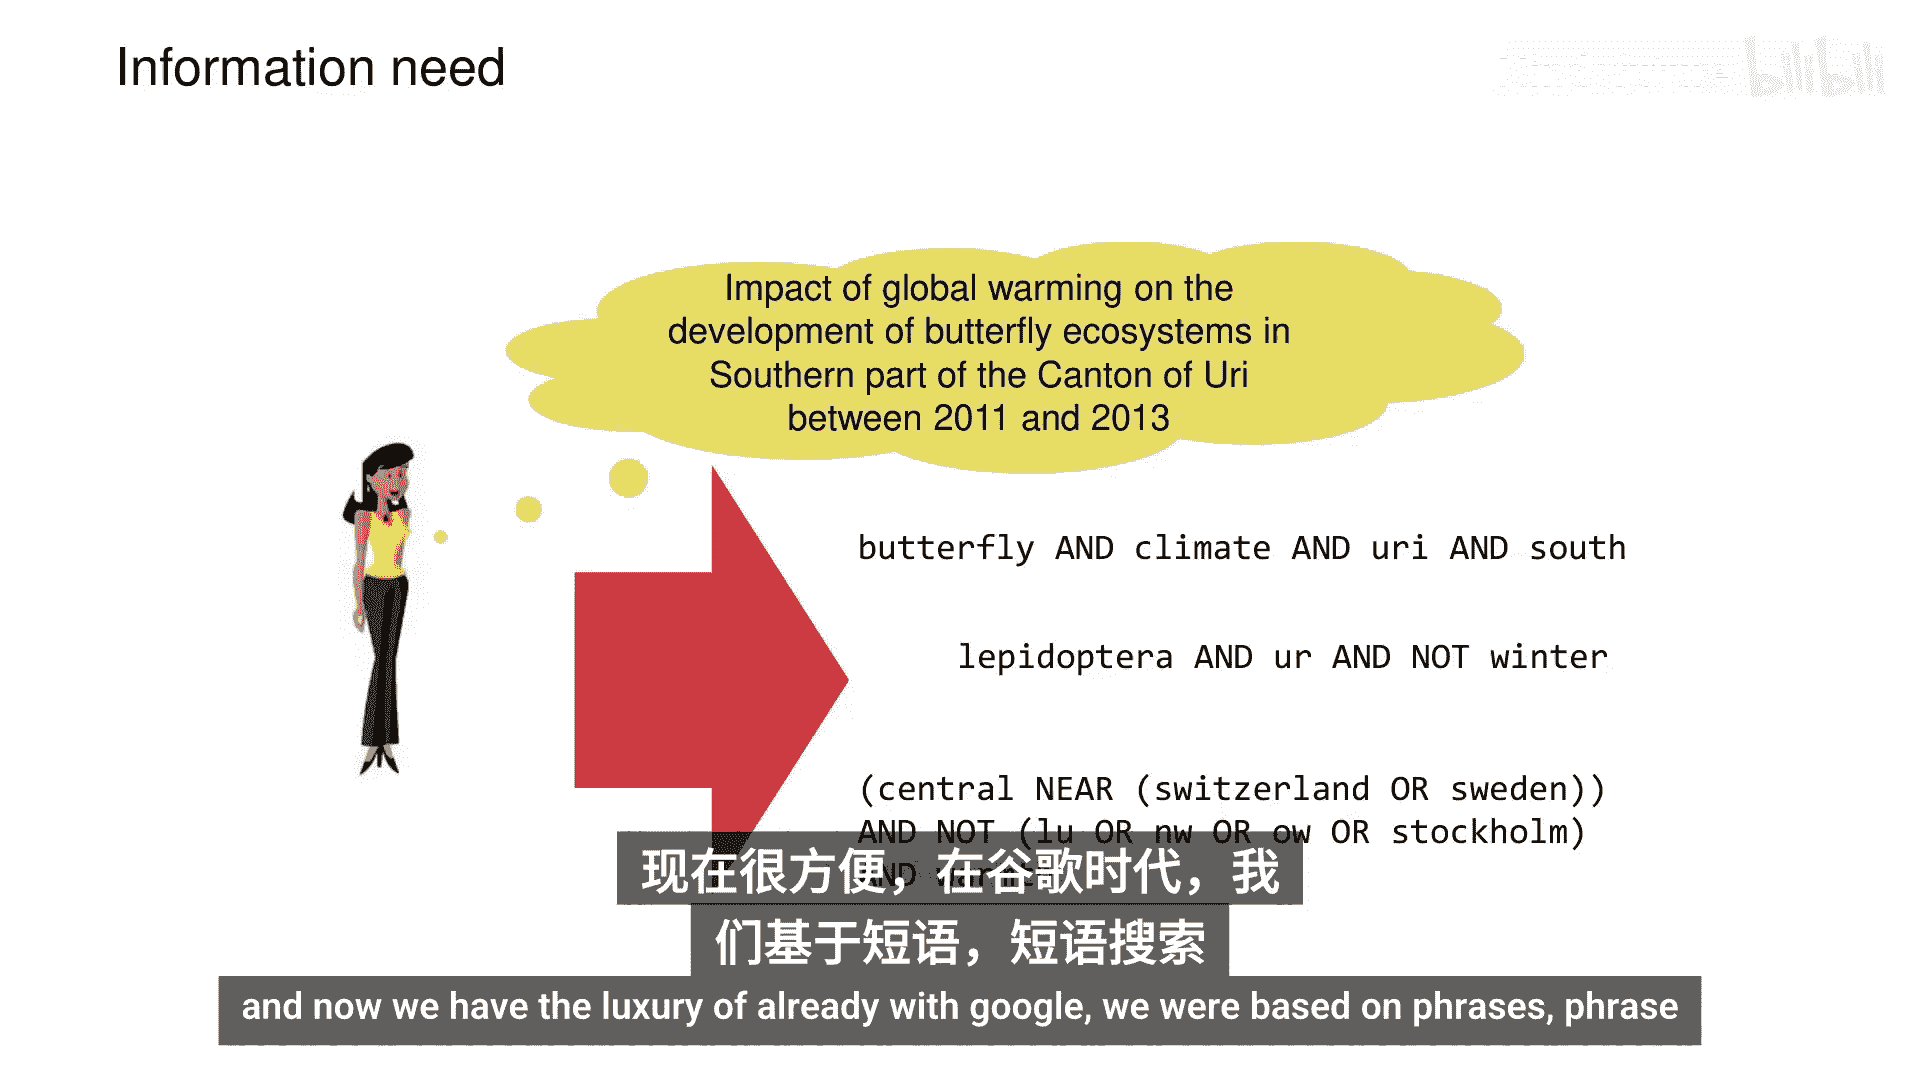 Information need
bilibili
Impact of global warming on the
development of butterfly ecosystems in
Southern part of the Canton of Uri
between 2011 and 2013
butterfly AND climate AND uri AND south
lepidoptera AND ur AND NOT winter
(central NEAR (switzerland OR sweden))
AND NOT (lu OR nw OR ow OR stockholm)
AND
现在很方便，在谷歌时代，我
们基于短语，短语搜索
and now we have the luxury of already with google, we were based on phrases, phrase